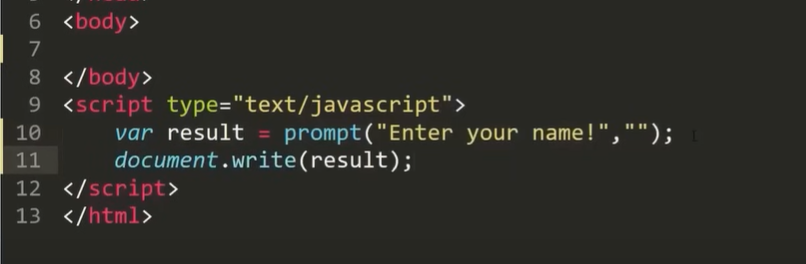 6 <body>
7
8 </body>
9 <script type="text/javascript">
10 var result = prompt("Enter your name!","");
11 document.write(result);
12 </script>
13 </html>